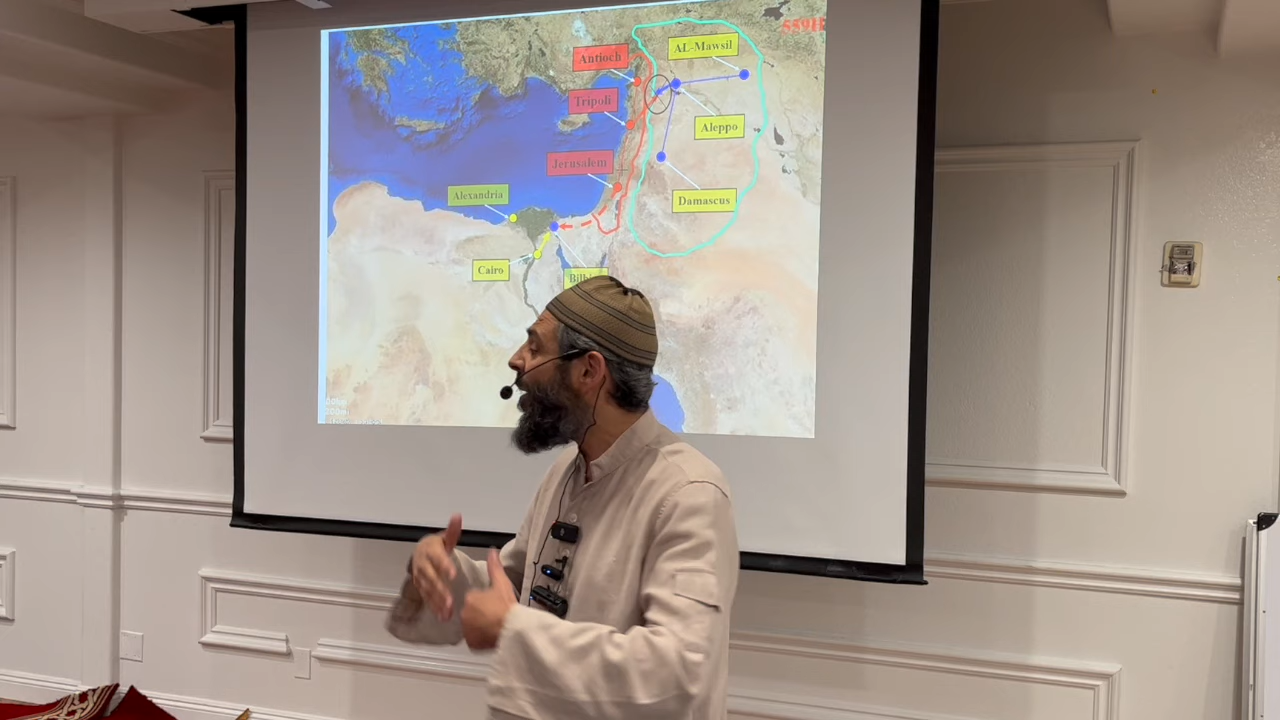 559H
Antioch
AL-Mawsil
Tripoli
Aleppo
Jerusalem
Alexandria
Damascus
Cairo